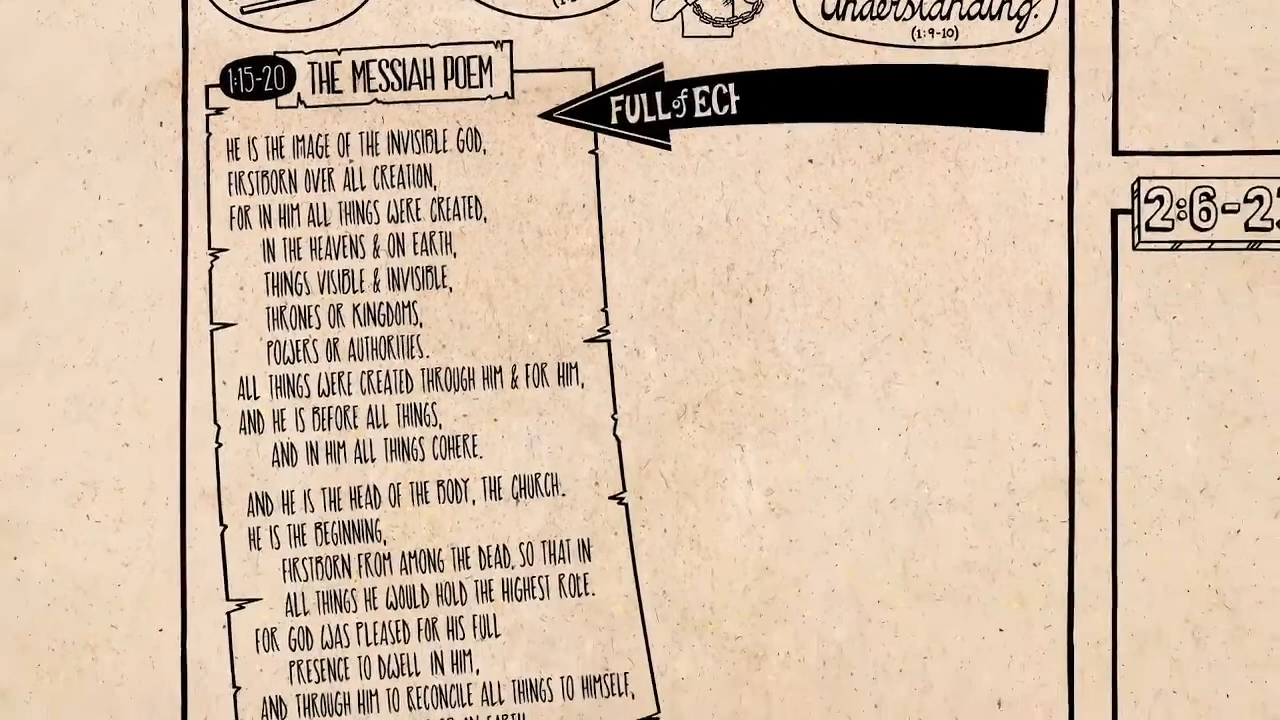 Understanding.
(1:9-10)
1:15-20 THE MESSIAH POEM
FULL of
HE IS THE IMAGE OF THE INVISIBLE GOD,
FIRSTBORN OVER ALL CREATION,
FOR IN HIM ALL THINGS WERE CREATED,
IN THE HEAVENS & ON EARTH,
THINGS VISIBLE & INVISIBLE,
THRONES OR KINGDOMS,
POWERS OR AUTHORITIES.
ALL THINGS WERE CREATED THROUGH HIM & FOR HIM,
AND HE IS BEFORE ALL THINGS,
AND IN HIM ALL THINGS COHERE.
AND HE IS THE HEAD OF THE BODY, THE CHURCH.
HE IS THE BEGINNING,
FIRSTBORN FROM AMONG THE DEAD, SO THAT IN
ALL THINGS HE WOULD HOLD THE HIGHEST ROLE.
FOR GOD WAS PLEASED FOR HIS FULL
PRESENCE TO DWELL IN HIM,
AND THROUGH HIM TO RECONCILE ALL THINGS TO HIMSELF,